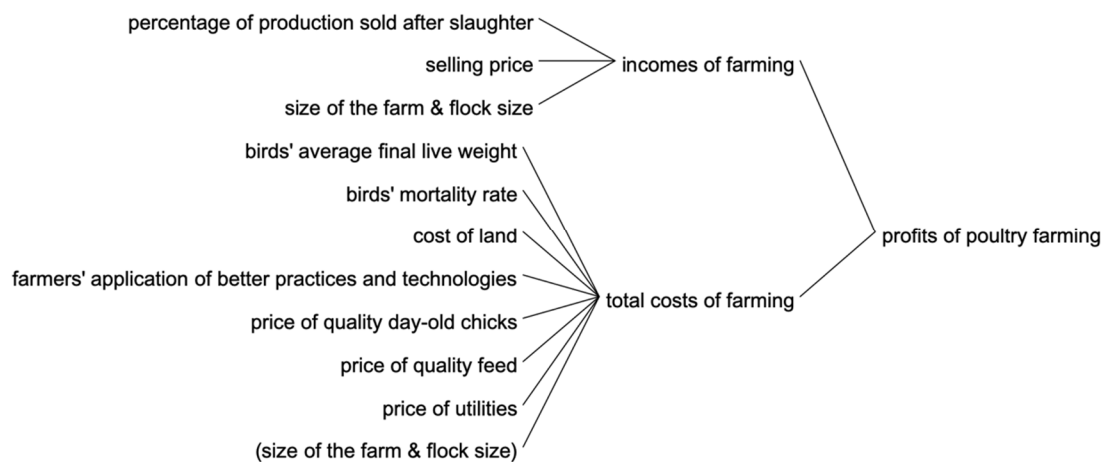 percentage of production sold after slaughter
selling price
incomes of farming
size of the farm & flock size
birds' average final live weight
birds' mortality rate
cost of land
profits of poultry farming
farmers' application of better practices and technologies
total costs of farming
price of quality day-old chicks
price of quality feed
price of utilities
(size of the farm & flock size)